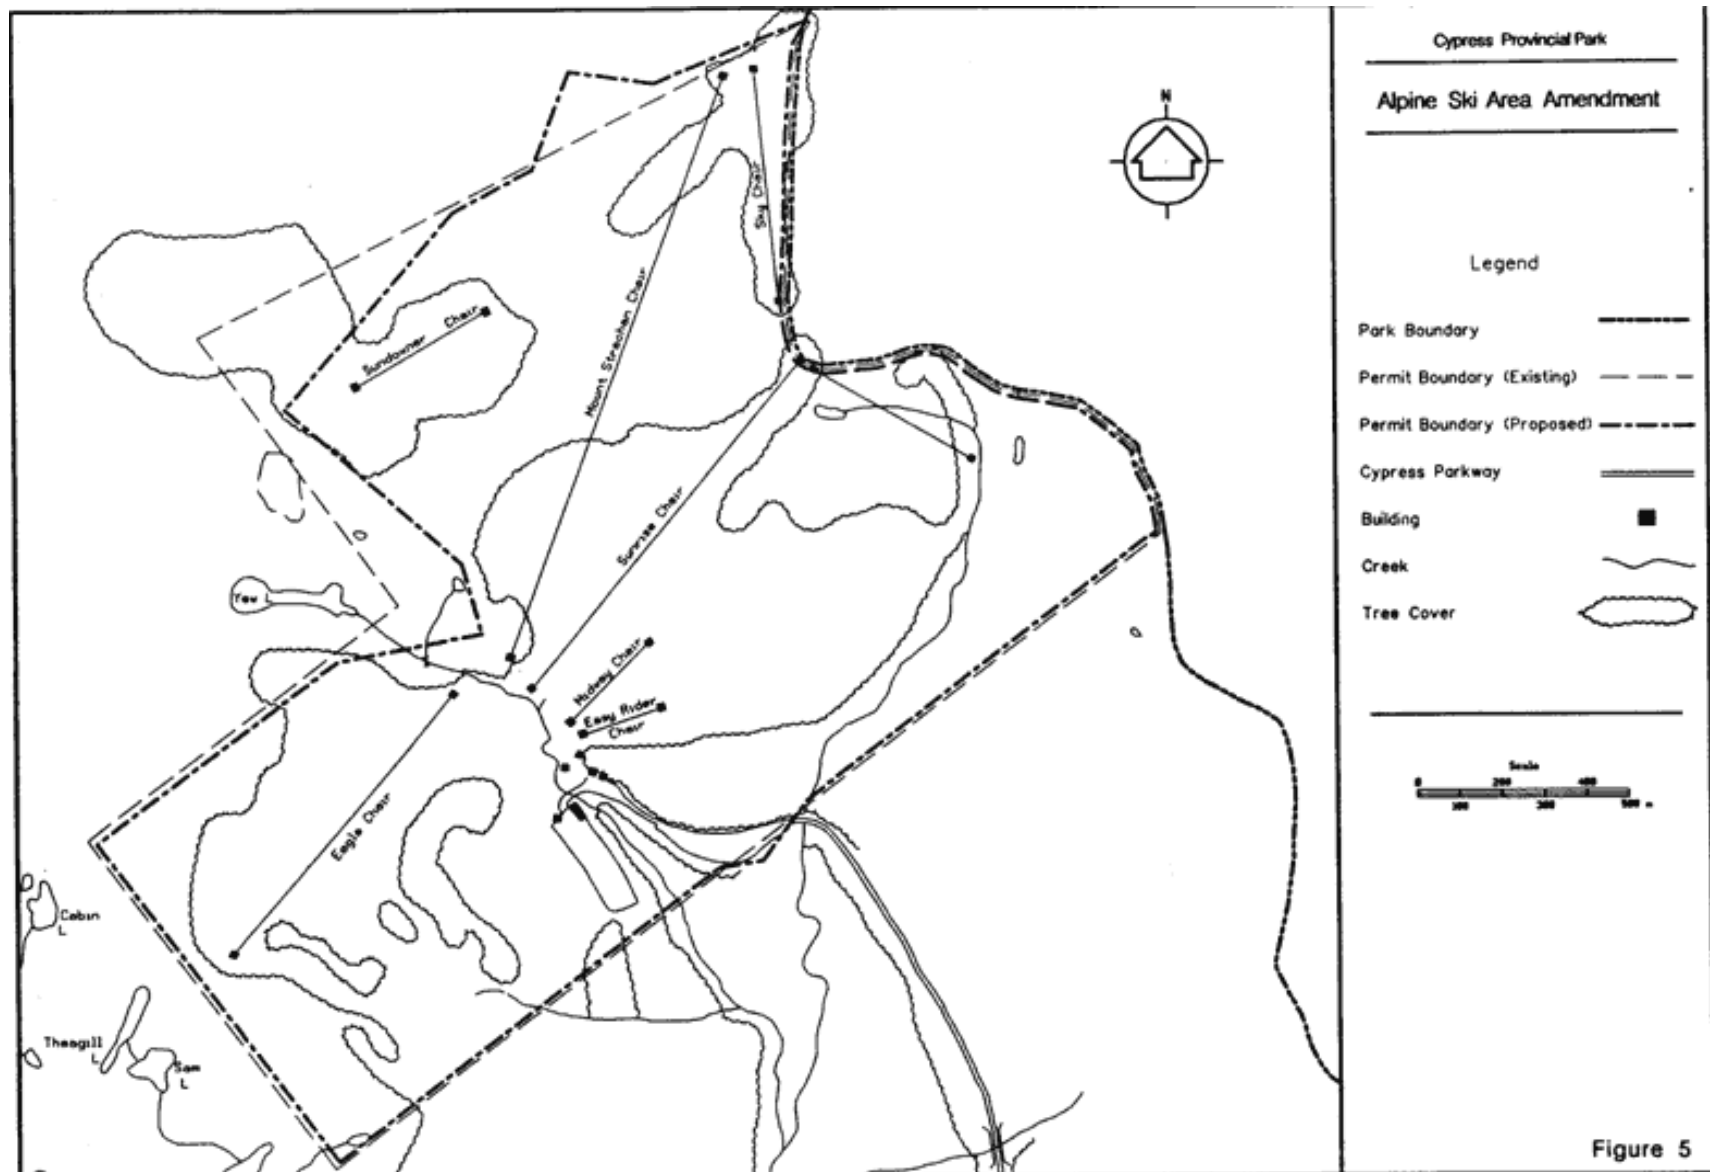 Cypress Provincial Park
Alpine Ski Area Amendment
N
Legend
Park Boundary
Permit Boundary (Existing)
Permit Boundary (Proposed)
Cypress Parkway
Building
Creek
Tree Cover
Scale
0 200 400
100 300 500 m
Sky Chair
Mount Strachan Chair
Sundowner Chair
Sunrise Chair
Yew L
Midway Chair
Easy Rider
Chair
Eagle Chair
Cabin
L
Theagill
L
Sam
L
Figure 5